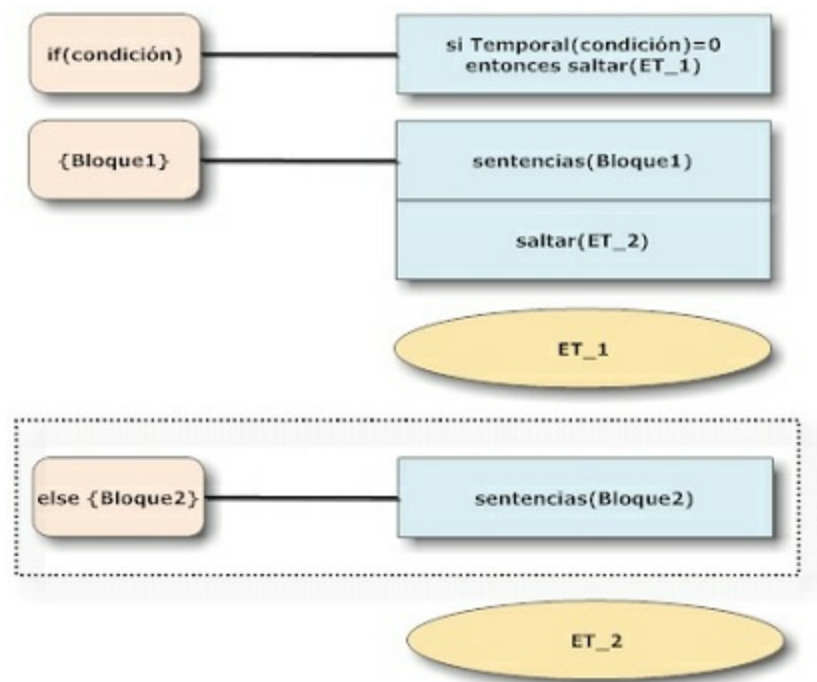 if(condición)
si Temporal(condición)=0
entonces saltar(ET_1)
{Bloque1}
sentencias(Bloque1)
saltar(ET_2)
ET_1
else {Bloque2}
sentencias(Bloque2)
ET_2